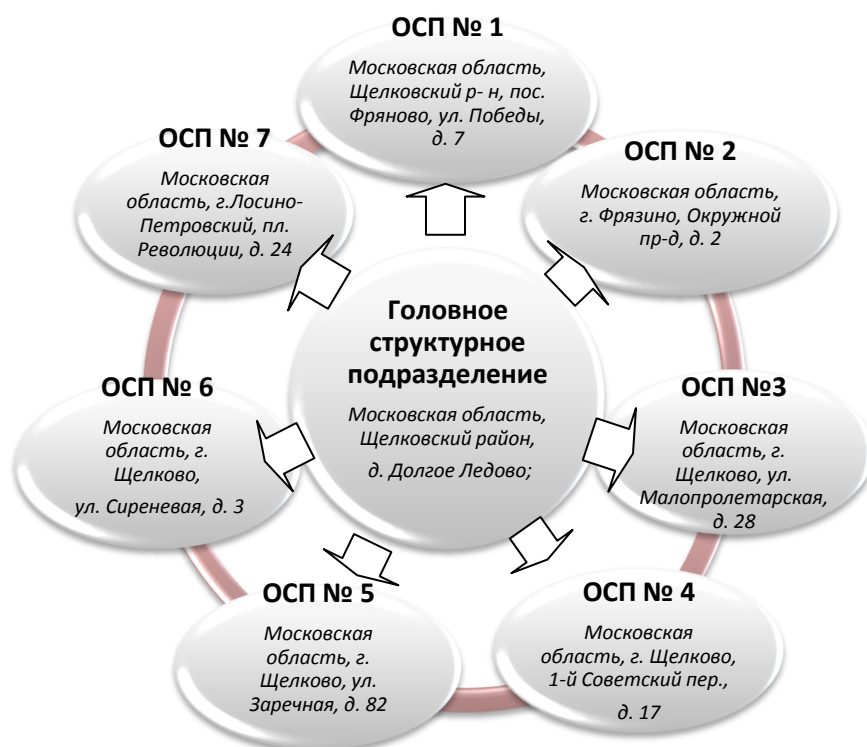 ОСП № 1
Московская область,
Щелковский р- н, пос.
Фряново, ул. Победы,
д. 7
ОСП № 2
Московская область,
г. Фрязино, Окружной
пр-д, д. 2
ОСП №3
Московская
область, г.
Щелково, ул.
Малопролетарская,
д. 28
ОСП № 4
Московская
область, г. Щелково,
1-й Советский пер.,
д. 17
ОСП № 5
Московская
область, г.
Щелково, ул.
Заречная, д. 82
ОСП № 6
Московская
область, г.
Щелково,
ул. Сиреневая, д. 3
ОСП № 7
Московская
область, г.Лосино-
Петровский, пл.
Революции, д. 24
Головное
структурное
подразделение
Московская область,
Щелковский район,
д. Долгое Ледово;